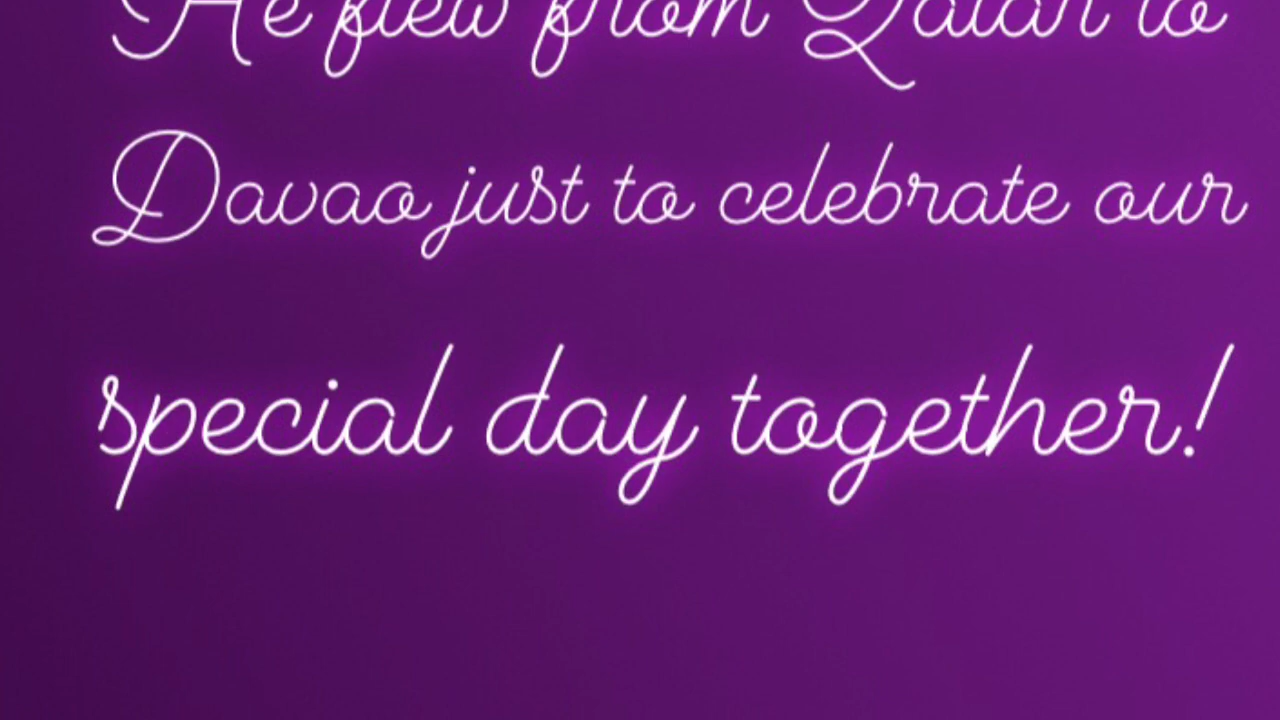 He flew from Qatar to
Davao just to celebrate our
special day together!